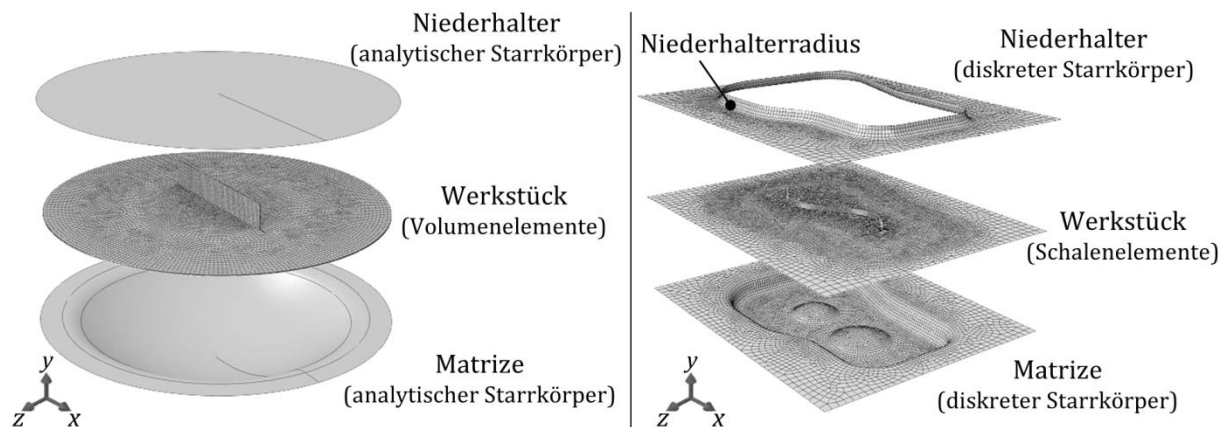 Niederhalter
(analytischer Starrkörper)
Werkstück
(Volumenelemente)
Matrize
(analytischer Starrkörper)
y
z
x
Niederhalterradius
Niederhalter
(diskreter Starrkörper)
Werkstück
(Schalenelemente)
Matrize
(diskreter Starrkörper)
y
z
x